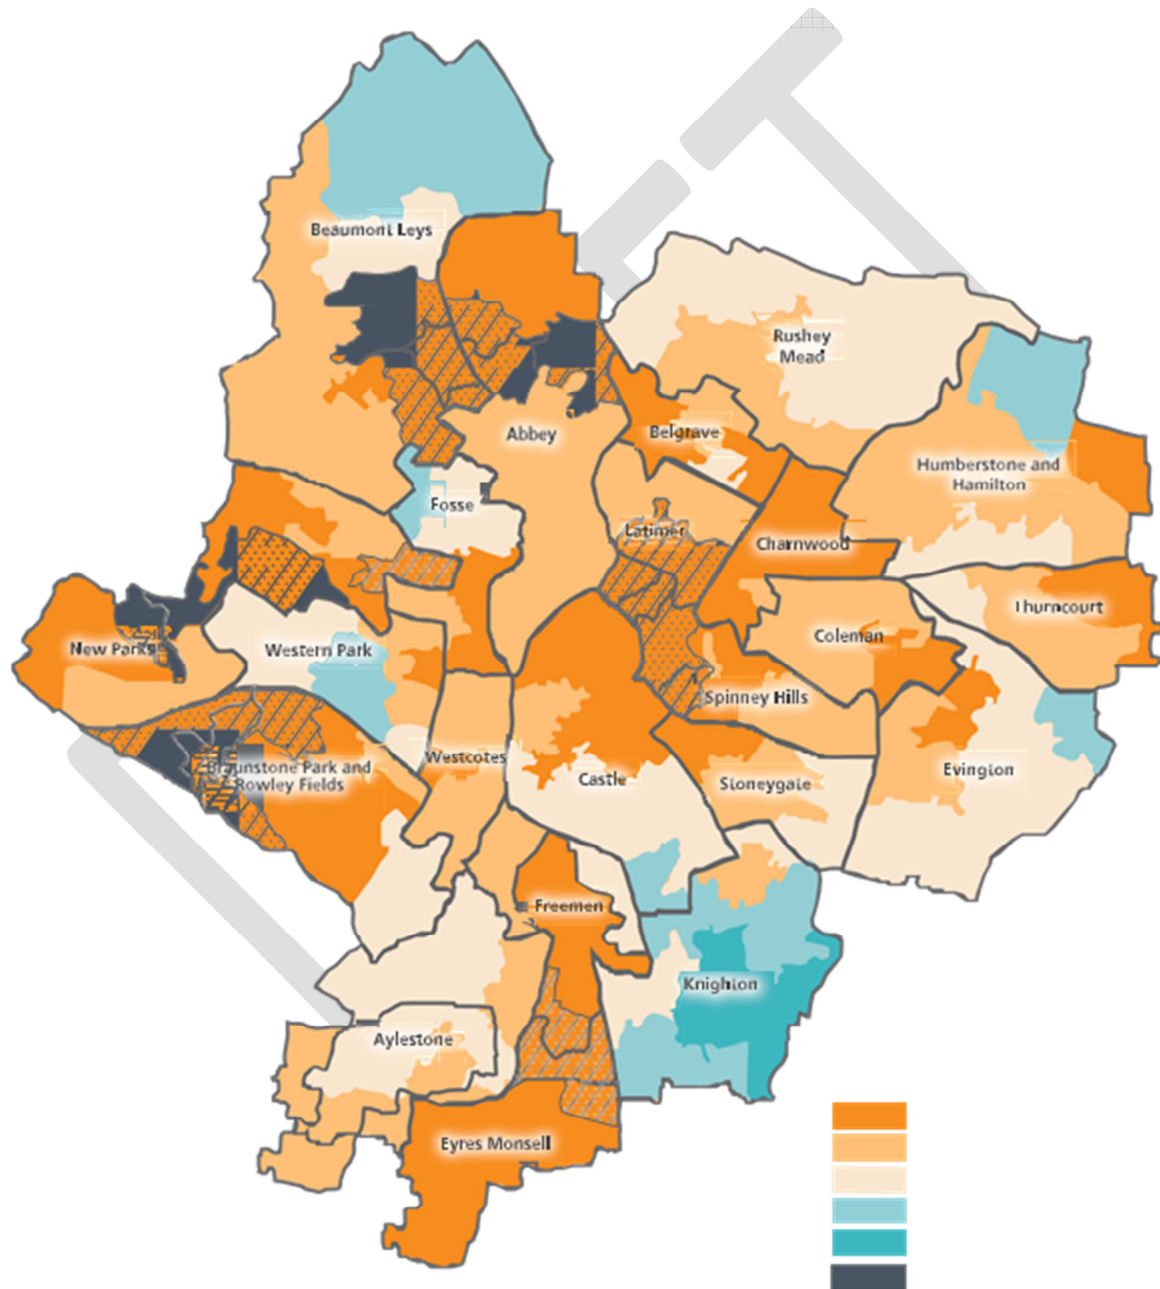 Beaumont Leys
Rushey
Mead
Abbey
Belgrave
Humberstone and
Hamilton
Fosse
Latimer
Charnwood
Thurncourt
New Parks
Western Park
Coleman
Spinney Hills
Braunstone Park and
Rowley Fields
Westcotes
Castle
Stoneygate
Evington
Freemen
Knighton
Aylestone
Eyres Monsell